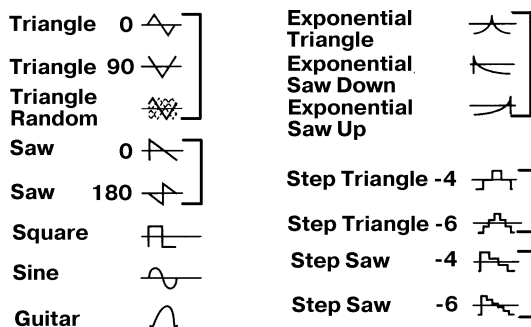 Triangle 0
Triangle 90
Triangle
Random
Saw 0
Saw 180
Square
Sine
Guitar
Exponential
Triangle
Exponential
Saw Down
Exponential
Saw Up
Step Triangle -4
Step Triangle -6
Step Saw -4
Step Saw -6